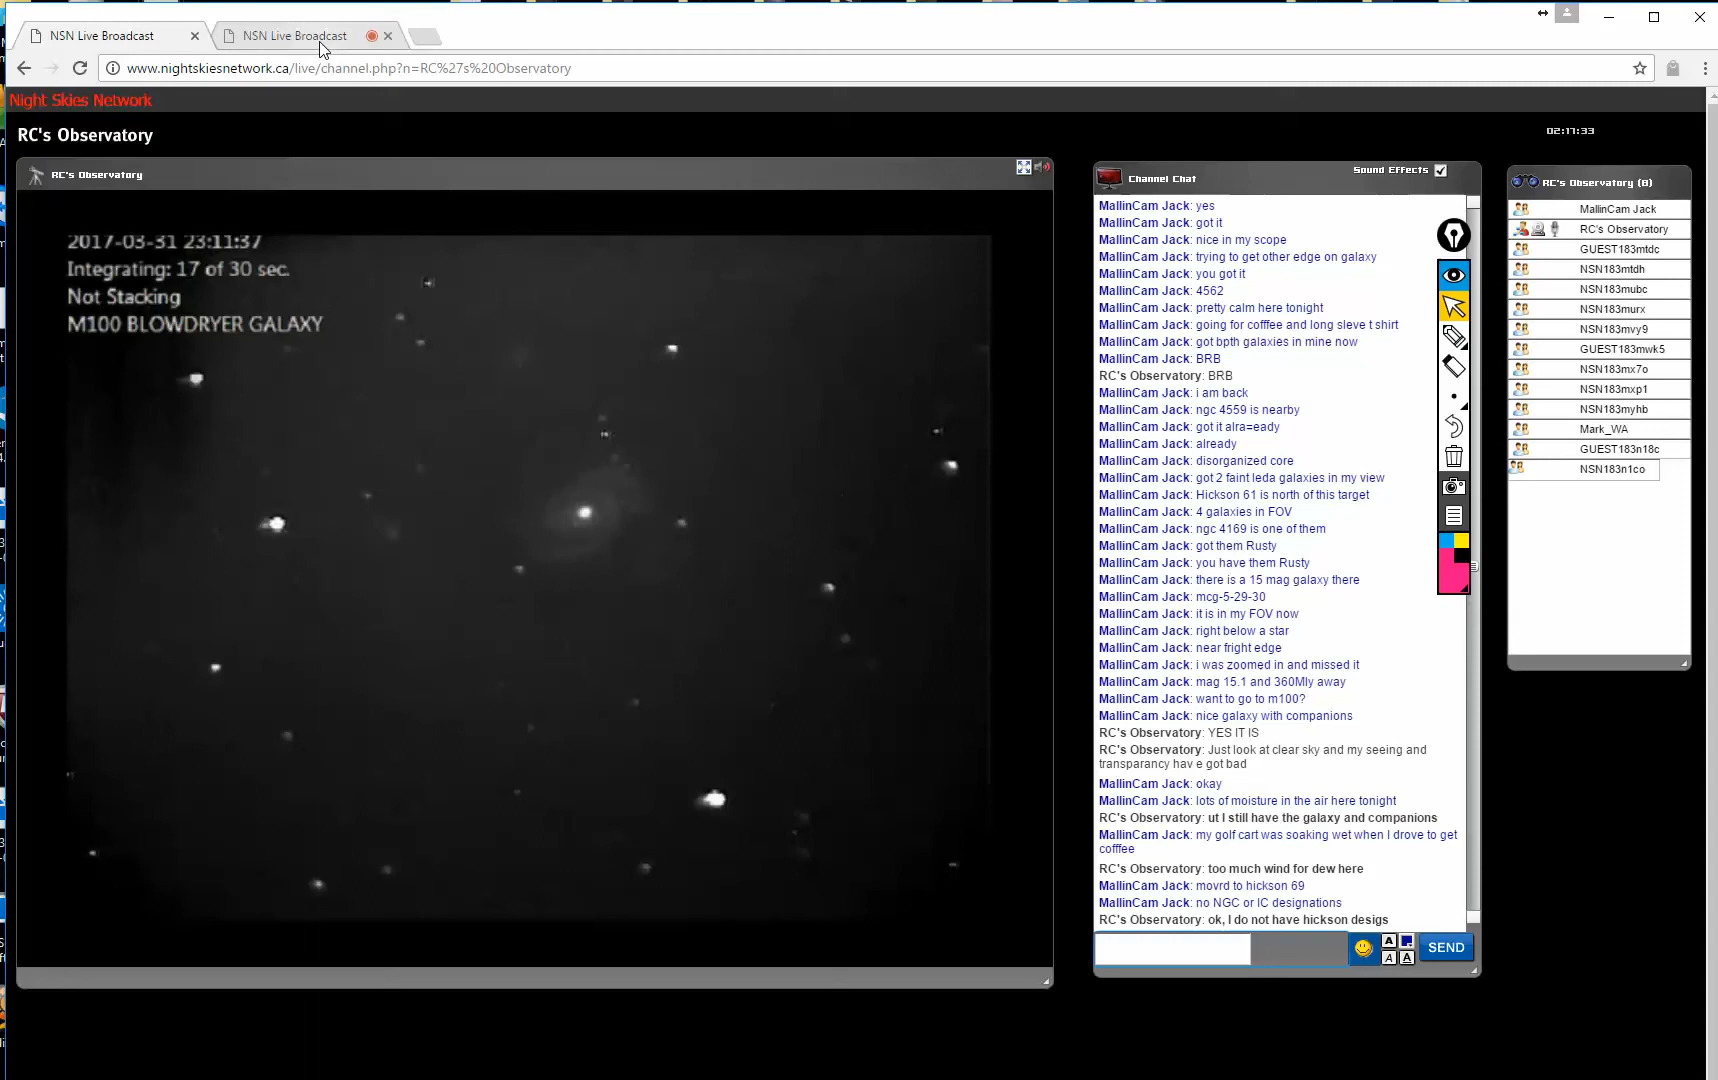 NSN Live Broadcast
NSN Live Broadcast
www.nightskiesnetwork.ca/live/channel.php?n=RC%27s%20Observatory
Night Skies Network
RC's Observatory
02:17:33
RC's Observatory
2017-03-31 23:11:37
Integrating: 17 of 30 sec.
Not Stacking
M100 BLOWDRYER GALAXY
Channel Chat
Sound Effects
MallinCam Jack: yes
MallinCam Jack: got it
MallinCam Jack: nice in my scope
MallinCam Jack: trying to get other edge on galaxy
MallinCam Jack: you got it
MallinCam Jack: 4562
MallinCam Jack: pretty calm here tonight
MallinCam Jack: going for cofffee and long sleve t shirt
MallinCam Jack: got bpth galaxies in mine now
MallinCam Jack: BRB
RC's Observatory: BRB
MallinCam Jack: i am back
MallinCam Jack: ngc 4559 is nearby
MallinCam Jack: got it alra=eady
MallinCam Jack: already
MallinCam Jack: disorganized core
MallinCam Jack: got 2 faint leda galaxies in my view
MallinCam Jack: Hickson 61 is north of this target
MallinCam Jack: 4 galaxies in FOV
MallinCam Jack: ngc 4169 is one of them
MallinCam Jack: got them Rusty
MallinCam Jack: you have them Rusty
MallinCam Jack: there is a 15 mag galaxy there
MallinCam Jack: mcg-5-29-30
MallinCam Jack: it is in my FOV now
MallinCam Jack: right below a star
MallinCam Jack: near fright edge
MallinCam Jack: i was zoomed in and missed it
MallinCam Jack: mag 15.1 and 360Mly away
MallinCam Jack: want to go to m100?
MallinCam Jack: nice galaxy with companions
RC's Observatory: YES IT IS
RC's Observatory: Just look at clear sky and my seeing and
transparancy hav e got bad
MallinCam Jack: okay
MallinCam Jack: lots of moisture in the air here tonight
RC's Observatory: ut I still have the galaxy and companions
MallinCam Jack: my golf cart was soaking wet when I drove to get
cofffee
RC's Observatory: too much wind for dew here
MallinCam Jack: movrd to hickson 69
MallinCam Jack: no NGC or IC designations
RC's Observatory: ok, I do not have hickson desigs
A
A
A
SEND
RC's Observatory (8)
MallinCam Jack
RC's Observatory
GUEST183mtdc
NSN183mtdh
NSN183mubc
NSN183murx
NSN183mvy9
GUEST183mwk5
NSN183mx7o
NSN183mxp1
NSN183myhb
Mark_WA
GUEST183n18c
NSN183n1co